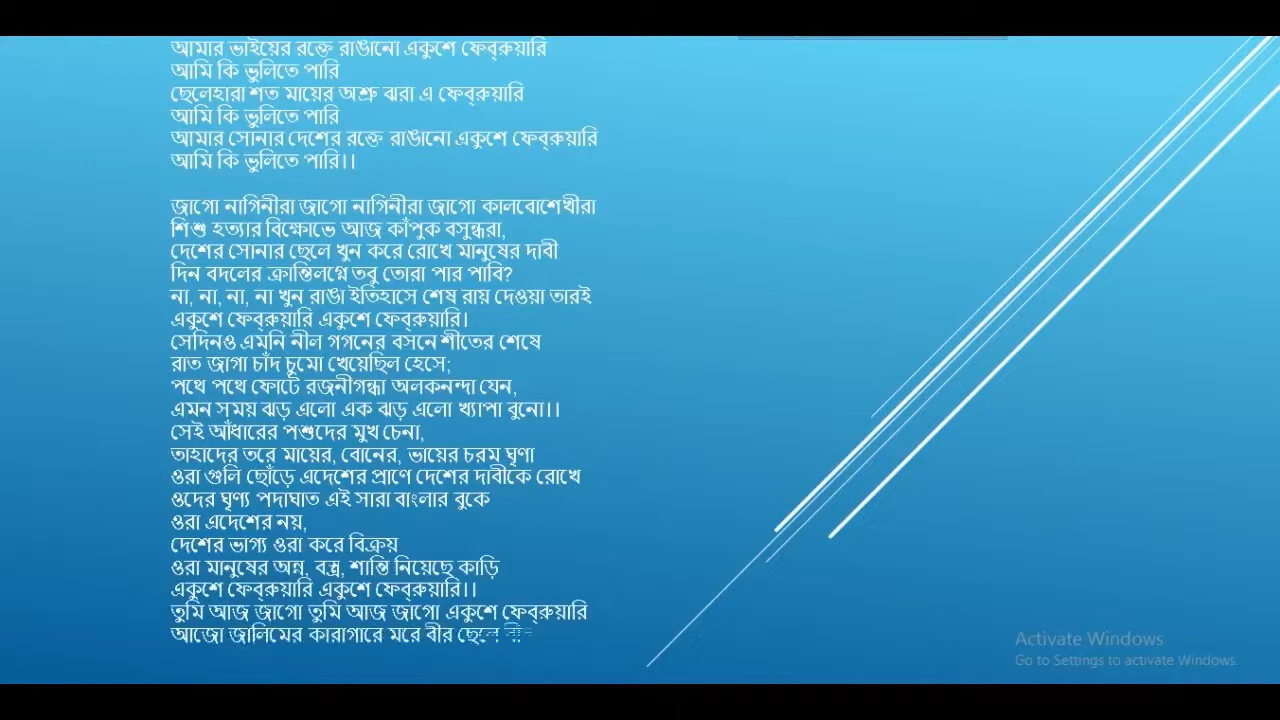 আমার ভাইয়ের রক্তে রাঙানো একুশে ফেব্রুয়ারি
আমি কি ভুলিতে পারি
ছেলেহারা শত মায়ের অশ্রু ঝরা এ ফেব্রুয়ারি
আমি কি ভুলিতে পারি
আমার সোনার দেশের রক্তে রাঙানো একুশে ফেব্রুয়ারি
আমি কি ভুলিতে পারি।।
জাগো নাগিনীরা জাগো নাগিনীরা জাগো কালবোশেখীরা
শিশু হত্যার বিক্ষোভে আজ কাঁপুক বসুন্ধরা,
দেশের সোনার ছেলে খুন করে রোখে মানুষের দাবী
দিন বদলের ক্রান্তিলগ্নে তবু তোরা পার পাবি?
না, না, না, না খুন রাঙা ইতিহাসে শেষ রায় দেওয়া তারই
একুশে ফেব্রুয়ারি একুশে ফেব্রুয়ারি।
সেদিনও এমনি নীল গগনের বসনে শীতের শেষে
রাত জাগা চাঁদ চুমো খেয়েছিল হেসে;
পথে পথে ফোটে রজনীগন্ধা অলকনন্দা যেন,
এমন সময় ঝড় এলো এক ঝড় এলো খ্যাপা বুনো।।
সেই আঁধারের পশুদের মুখ চেনা,
তাহাদের তরে মায়ের, বোনের, ভায়ের চরম ঘৃণা
ওরা গুলি ছোঁড়ে এদেশের প্রাণে দেশের দাবীকে রোখে
ওদের ঘৃণ্য পদাঘাত এই সারা বাংলার বুকে
ওরা এদেশের নয়,
দেশের ভাগ্য ওরা করে বিক্রয়
ওরা মানুষের অন্ন, বস্ত্র, শান্তি নিয়েছে কাড়ি
একুশে ফেব্রুয়ারি একুশে ফেব্রুয়ারি।।
তুমি আজ জাগো তুমি আজ জাগো একুশে ফেব্রুয়ারি
আজো জালিমের কারাগারে মরে বীর ছেলে
Activate Windows
Go to Settings to activate Windows.